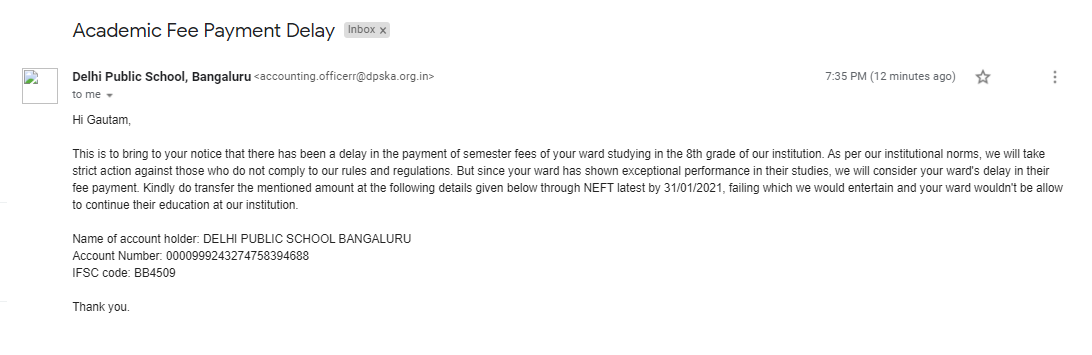 Academic Fee Payment Delay Inbox x
Delhi Public School, Bangaluru <accounting.officerr@dpska.org.in> 7:35 PM (12 minutes ago)
to me
Hi Gautam,
This is to bring to your notice that there has been a delay in the payment of semester fees of your ward studying in the 8th grade of our institution. As per our institutional norms, we will take
strict action against those who do not comply to our rules and regulations. But since your ward has shown exceptional performance in their studies, we will consider your ward's delay in their
fee payment. Kindly do transfer the mentioned amount at the following details given below through NEFT latest by 31/01/2021, failing which we would entertain and your ward wouldn't be allow
to continue their education at our institution.
Name of account holder: DELHI PUBLIC SCHOOL BANGALURU
Account Number: 0000999243274758394688
IFSC code: BB4509
Thank you.